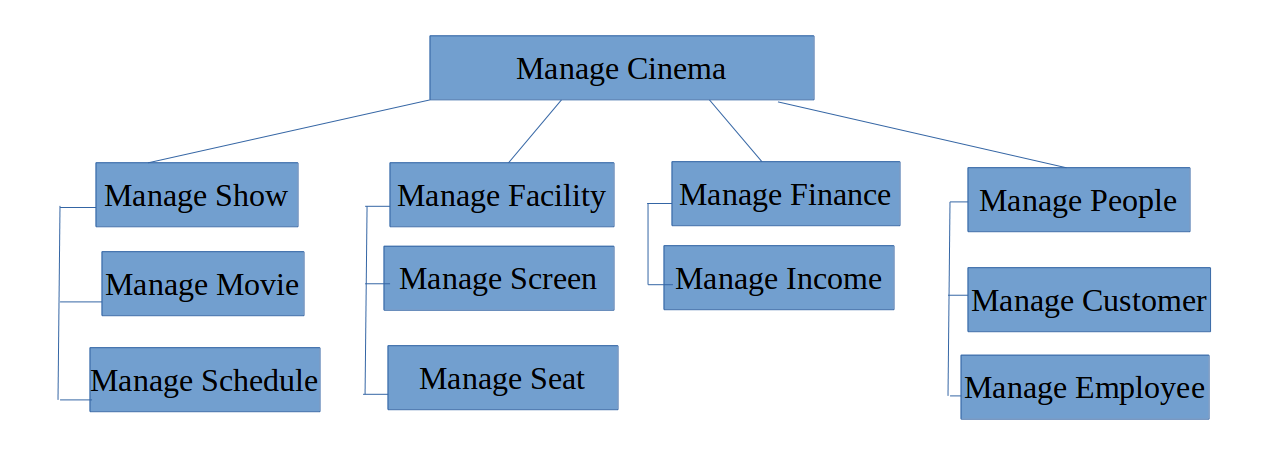 Manage Cinema
Manage Show
Manage Movie
Manage Schedule
Manage Facility
Manage Screen
Manage Seat
Manage Finance
Manage Income
Manage People
Manage Customer
Manage Employee